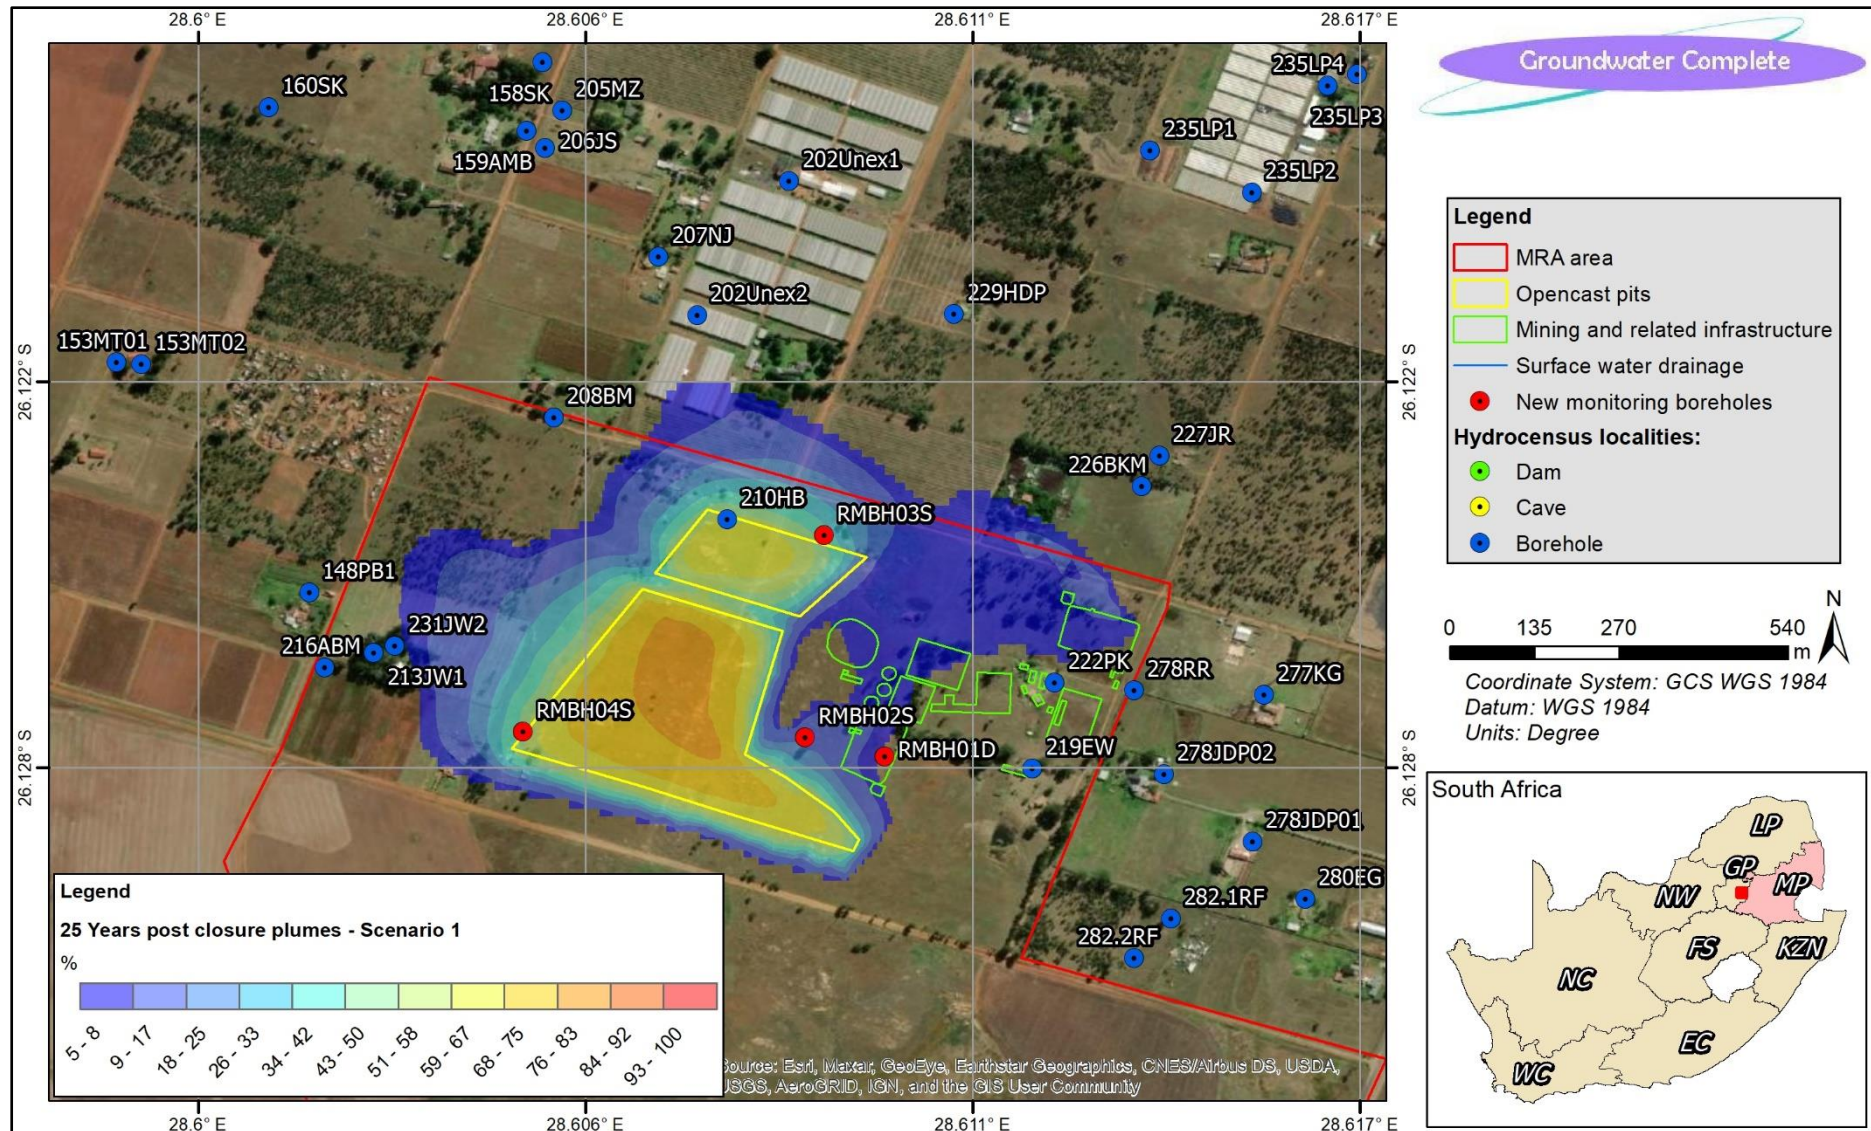 28.6° E
28.606° E
28.611° E
28.617° E
Groundwater Complete
160SK
158SK
205MZ
206JS
159AMB
202Unex1
235LP4
235LP3
235LP1
235LP2
207NJ
202Unex2
229HDP
153MT01
153MT02
26.122° S
26.122° S
208BM
227JR
226BKM
210HB
RMBH03S
148PB1
231JW2
216ABM
213JW1
222PK
278RR
277KG
RMBH04S
RMBH02S
RMBH01D
219EW
278JDP02
26.128° S
26.128° S
278JDP01
280EG
282.1RF
282.2RF
Legend
MRA area
Opencast pits
Mining and related infrastructure
Surface water drainage
New monitoring boreholes
Hydrocensus localities:
Dam
Cave
Borehole
N
0 135 270 540
m
Coordinate System: GCS WGS 1984
Datum: WGS 1984
Units: Degree
South Africa
LP
GP
MP
NW
FS
KZN
NC
EC
WC
Legend
25 Years post closure plumes - Scenario 1
%
5 - 8
9 - 17
18 - 25
26 - 33
34 - 42
43 - 50
51 - 58
59 - 67
68 - 75
76 - 83
84 - 92
93 - 100
Source: Esri, Maxar, GeoEye, Earthstar Geographics, CNES/Airbus DS, USDA,
USGS, AeroGRID, IGN, and the GIS User Community
28.6° E
28.606° E
28.611° E
28.617° E